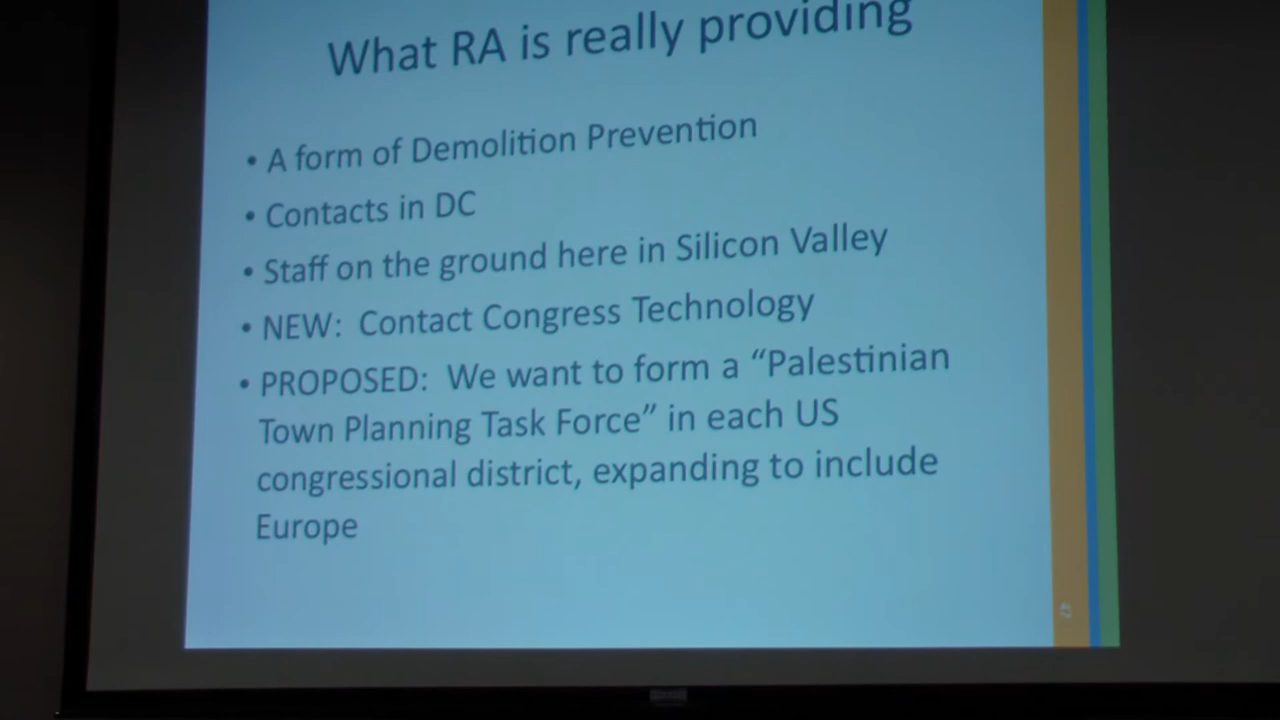 What RA is really providing
• A form of Demolition Prevention
• Contacts in DC
• Staff on the ground here in Silicon Valley
• NEW: Contact Congress Technology
• PROPOSED: We want to form a “Palestinian
Town Planning Task Force” in each US
congressional district, expanding to include
Europe